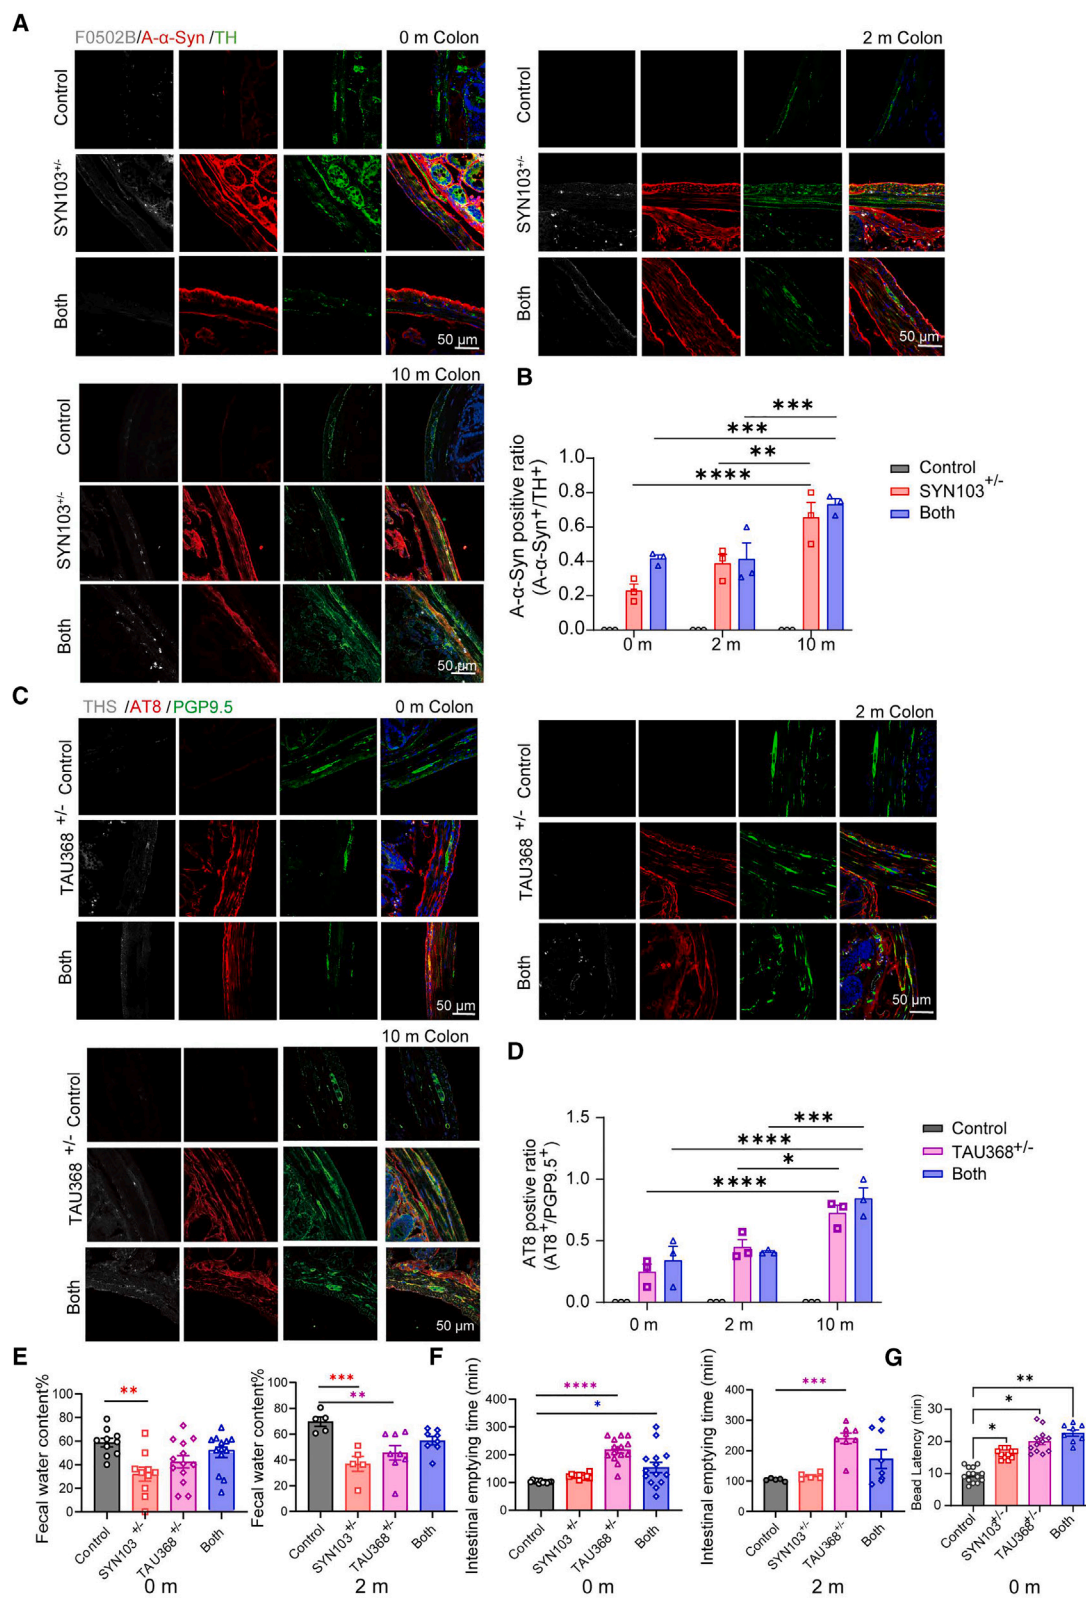 A
F0502B/A-α-Syn /TH
0 m Colon
2 m Colon
Control
SYN103+/-
Both
50 µm
Control
SYN103+/-
Both
50 µm
10 m Colon
Control
SYN103+/-
Both
50 µm
B
***
***
**
****
A-α-Syn positive ratio
(A-α-Syn+/TH+)
1.0
0.8
0.6
0.4
0.2
0.0
0 m
2 m
10 m
Control
SYN103+/-
Both
C
THS /AT8 /PGP9.5
0 m Colon
2 m Colon
Control
TAU368 +/-
Both
50 µm
Control
TAU368 +/-
Both
50 µm
10 m Colon
Control
TAU368 +/-
Both
50 µm
D
***
****
*
****
AT8 postive ratio
(AT8+/PGP9.5+)
1.5
1.0
0.5
0.0
0 m
2 m
10 m
Control
TAU368+/-
Both
E
Fecal water content%
100
80
60
40
20
0
**
Control
SYN103 +/-
TAU368 +/-
Both
0 m
Fecal water content%
100
80
60
40
20
0
***
**
Control
SYN103 +/-
TAU368 +/-
Both
2 m
F
Intestinal emptying time (min)
400
300
200
100
0
****
*
Control
SYN103 +/-
TAU368 +/-
Both
0 m
Intestinal emptying time (min)
400
300
200
100
0
***
Control
SYN103+/-
TAU368+/-
Both
2 m
G
Bead Latency (min)
30
20
10
0
**
*
*
Control
SYN103+/-
TAU368+/-
Both
0 m